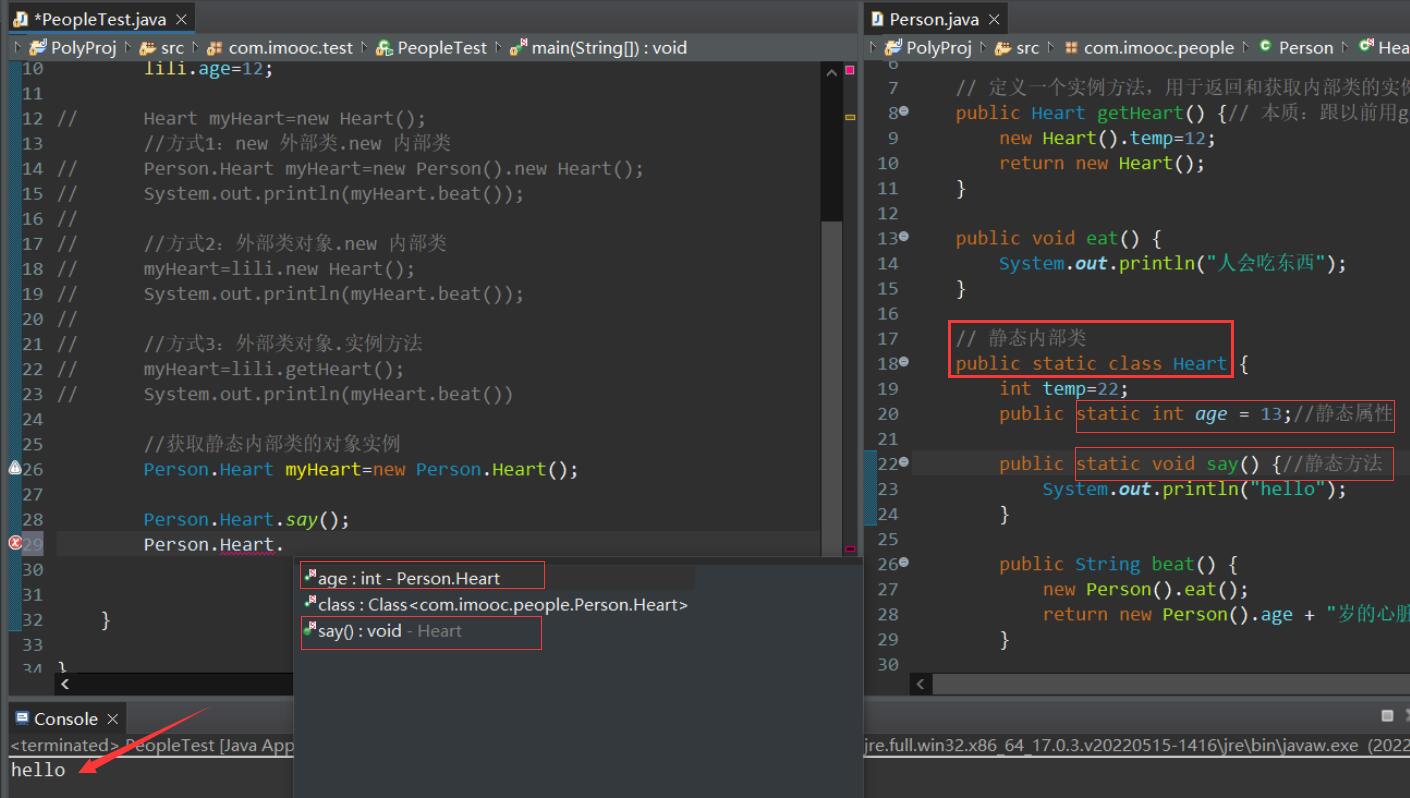 *PeopleTest.java
PolyProj src com.imooc.test PeopleTest main(String[]) : void
10 lili.age=12;
11
12 // Heart myHeart=new Heart();
13 //方式1：new 外部类.new 内部类
14 // Person.Heart myHeart=new Person().new Heart();
15 // System.out.println(myHeart.beat());
16 //
17 // //方式2：外部类对象.new 内部类
18 // myHeart=lili.new Heart();
19 // System.out.println(myHeart.beat());
20 //
21 // //方式3：外部类对象.实例方法
22 // myHeart=lili.getHeart();
23 // System.out.println(myHeart.beat())
24
25 //获取静态内部类的对象实例
26 Person.Heart myHeart=new Person.Heart();
27
28 Person.Heart.say();
29 Person.Heart.
30
31
32 }
33
34 }
age : int - Person.Heart
class : Class<com.imooc.people.Person.Heart>
say() : void - Heart
Person.java
PolyProj src com.imooc.people Person Hea
6
7 // 定义一个实例方法，用于返回和获取内部类的实例
8 public Heart getHeart() {// 本质：跟以前用g
9 new Heart().temp=12;
10 return new Heart();
11 }
12
13 public void eat() {
14 System.out.println("人会吃东西");
15 }
16
17 // 静态内部类
18 public static class Heart {
19 int temp=22;
20 public static int age = 13;//静态属性
21
22 public static void say() {//静态方法
23 System.out.println("hello");
24 }
25
26 public String beat() {
27 new Person().eat();
28 return new Person().age + "岁的心脏
29 }
30
Console
<terminated> PeopleTest [Java App
jre.full.win32.x86_64_17.0.3.v20220515-1416\jre\bin\javaw.exe (2022
hello